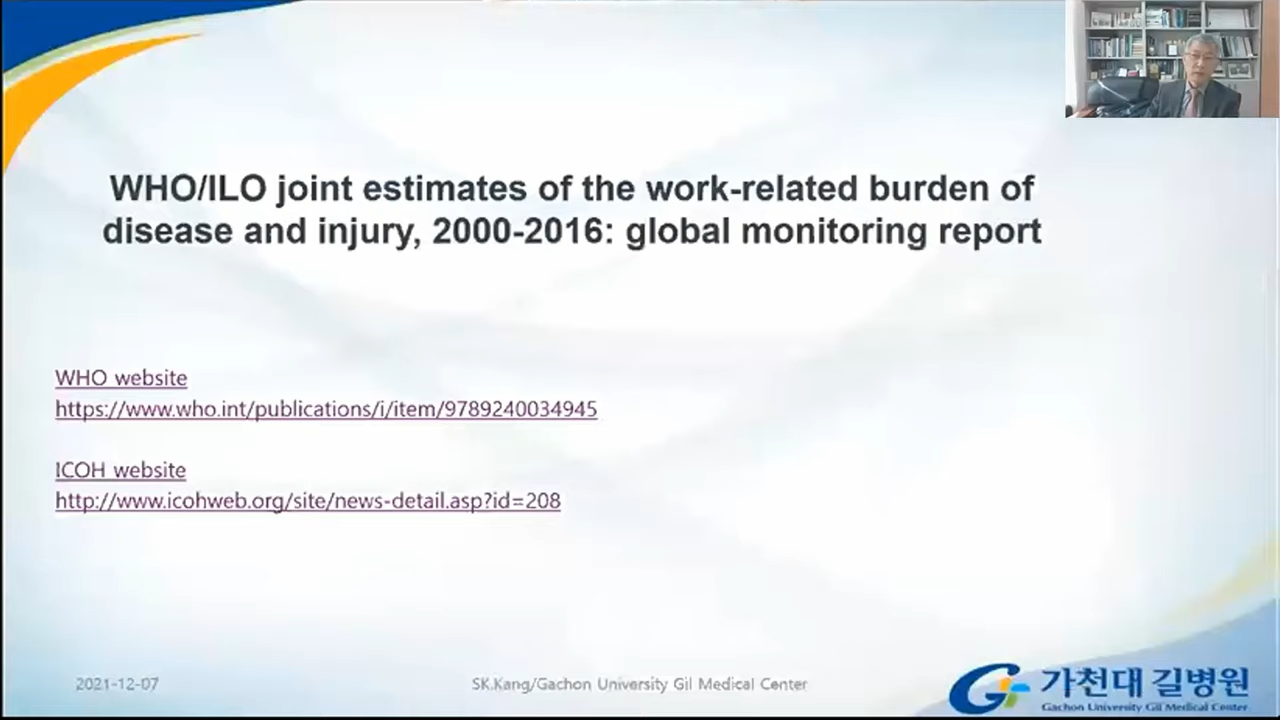 WHO/ILO joint estimates of the work-related burden of
disease and injury, 2000-2016: global monitoring report
WHO website
https://www.who.int/publications/i/item/9789240034945
ICOH website
http://www.icohweb.org/site/news-detail.asp?id=208
2021-12-07
SK.Kang/Gachon University Gil Medical Center
가천대 길병원
Gachon University Gil Medical Center